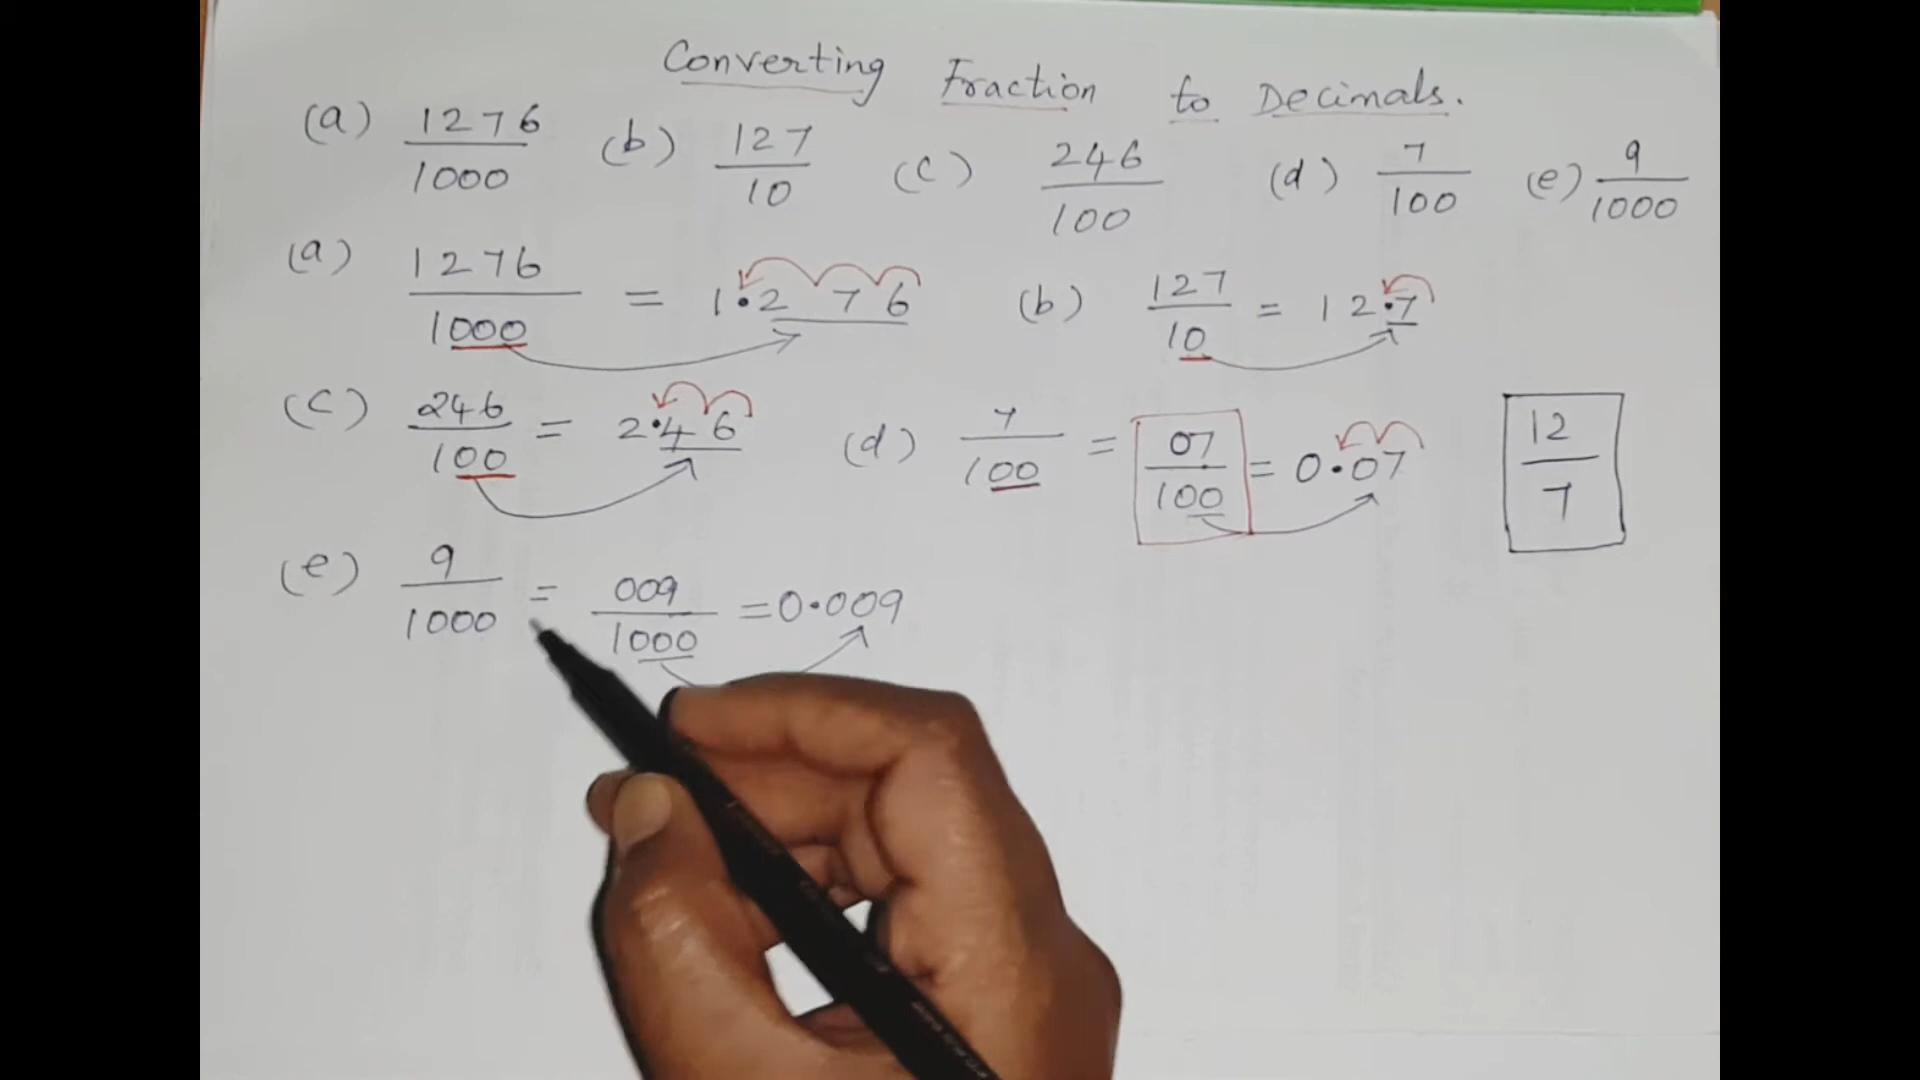 Converting Fraction to Decimals.
(a) 1276/1000 (b) 127/10 (c) 246/100 (d) 7/100 (e) 9/1000
(a) 1276/1000 = 1.276 (b) 127/10 = 12.7
(c) 246/100 = 2.46 (d) 7/100 = 07/100 = 0.07 12/7
(e) 9/1000 = 009/1000 = 0.009